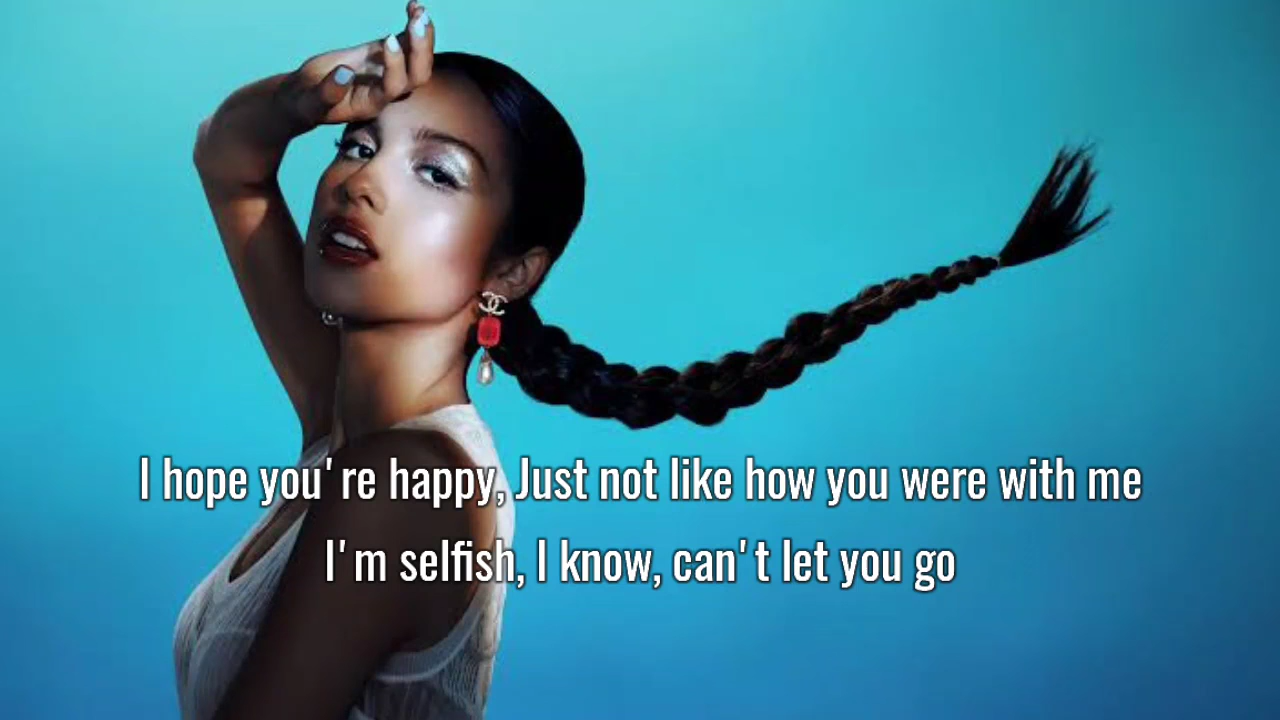 I hope you're happy, Just not like how you were with me
I'm selfish, I know, can't let you go